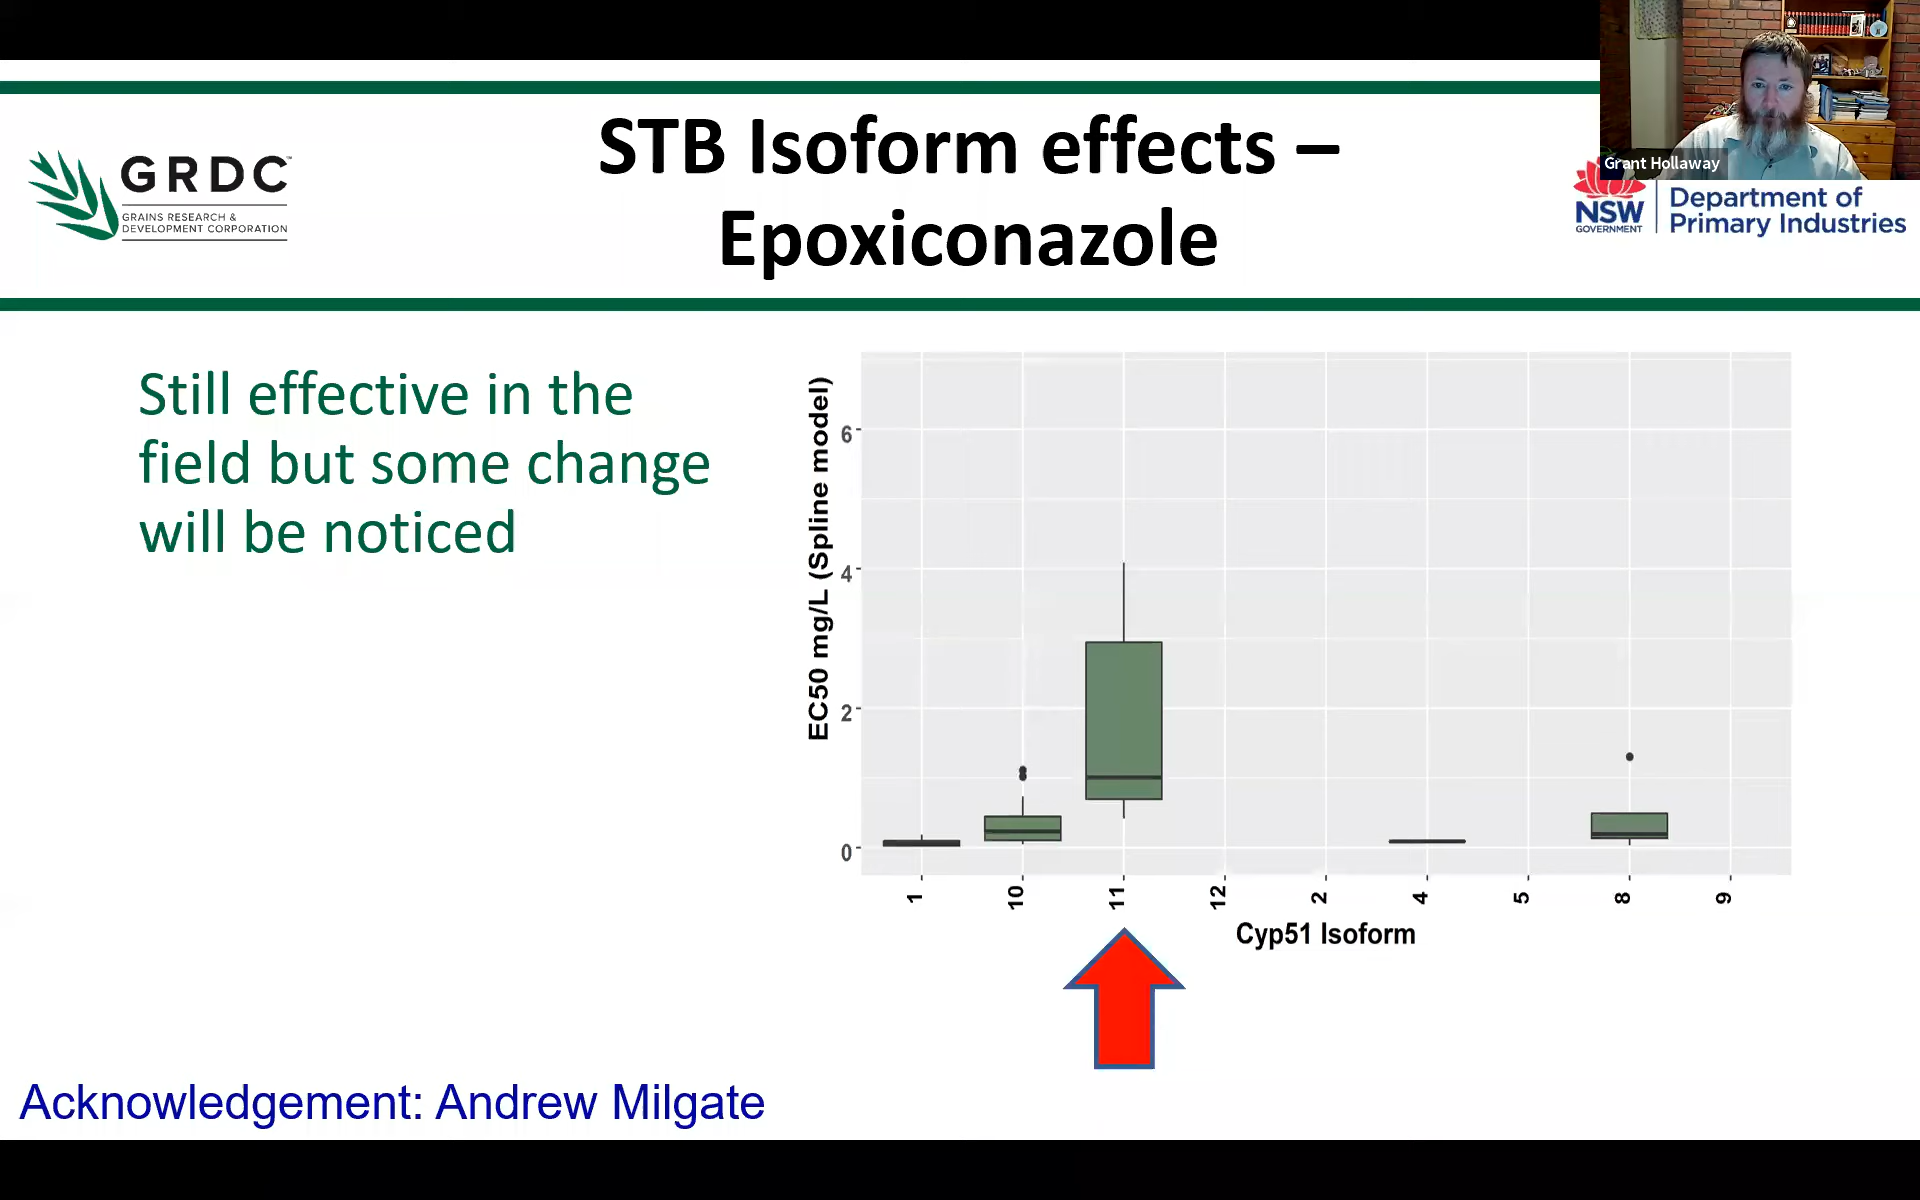 Grant Hollaway
GRDC™
GRAINS RESEARCH &
DEVELOPMENT CORPORATION
STB Isoform effects –
Epoxiconazole
NSW
GOVERNMENT
Department of
Primary Industries
Still effective in the
field but some change
will be noticed
EC50 mg/L (Spline model)
6
4
2
0
1 10 11 12 2 4 5 8 9
Cyp51 Isoform
Acknowledgement: Andrew Milgate